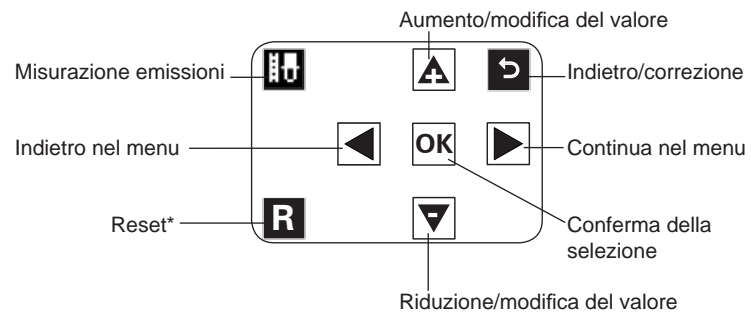 Aumento/modifica del valore
Misurazione emissioni
+
Indietro/correzione
Indietro nel menu
OK
Continua nel menu
Reset*
R
-
Conferma della
selezione
Riduzione/modifica del valore